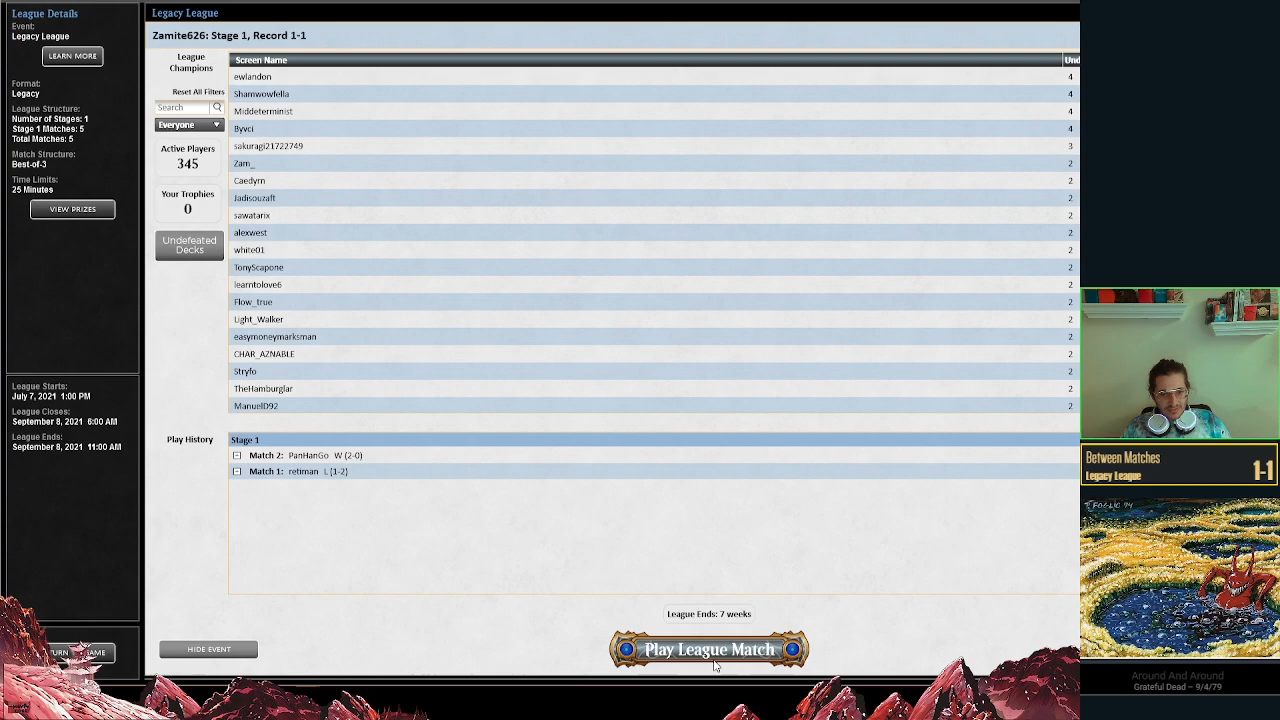 League Details
Event:
Legacy League
LEARN MORE
Format:
Legacy
League Structure:
Number of Stages: 1
Stage 1 Matches: 5
Total Matches: 5
Match Structure:
Best-of-3
Time Limits:
25 Minutes
VIEW PRIZES
League Starts:
July 7, 2021 1:00 PM
League Closes:
September 8, 2021 6:00 AM
League Ends:
September 8, 2021 11:00 AM
Legacy League
Zamite626: Stage 1, Record 1-1
League
Champions
Reset All Filters
Search
Everyone
Active Players
345
Your Trophies
0
Undefeated
Decks
Screen Name Und
ewlandon 4
Shamwowfella 4
Middeterminist 4
Byvci 4
sakuragi21722749 3
Zam_ 2
Caedyrn 2
Jadisouzaft 2
sawatarix 2
alexwest 2
white01 2
TonyScapone 2
learntolove6 2
Flow_true 2
Light_Walker 2
easymoneymarksman 2
CHAR_AZNABLE 2
Stryfo 2
TheHamburglar 2
ManuelD92 2
Play History
Stage 1
Match 2: PanHanGo W (2-0)
Match 1: retiman L (1-2)
League Ends: 7 weeks
HIDE EVENT
Play League Match
Between Matches
Legacy League
1-1
Around And Around
Grateful Dead – 9/4/79